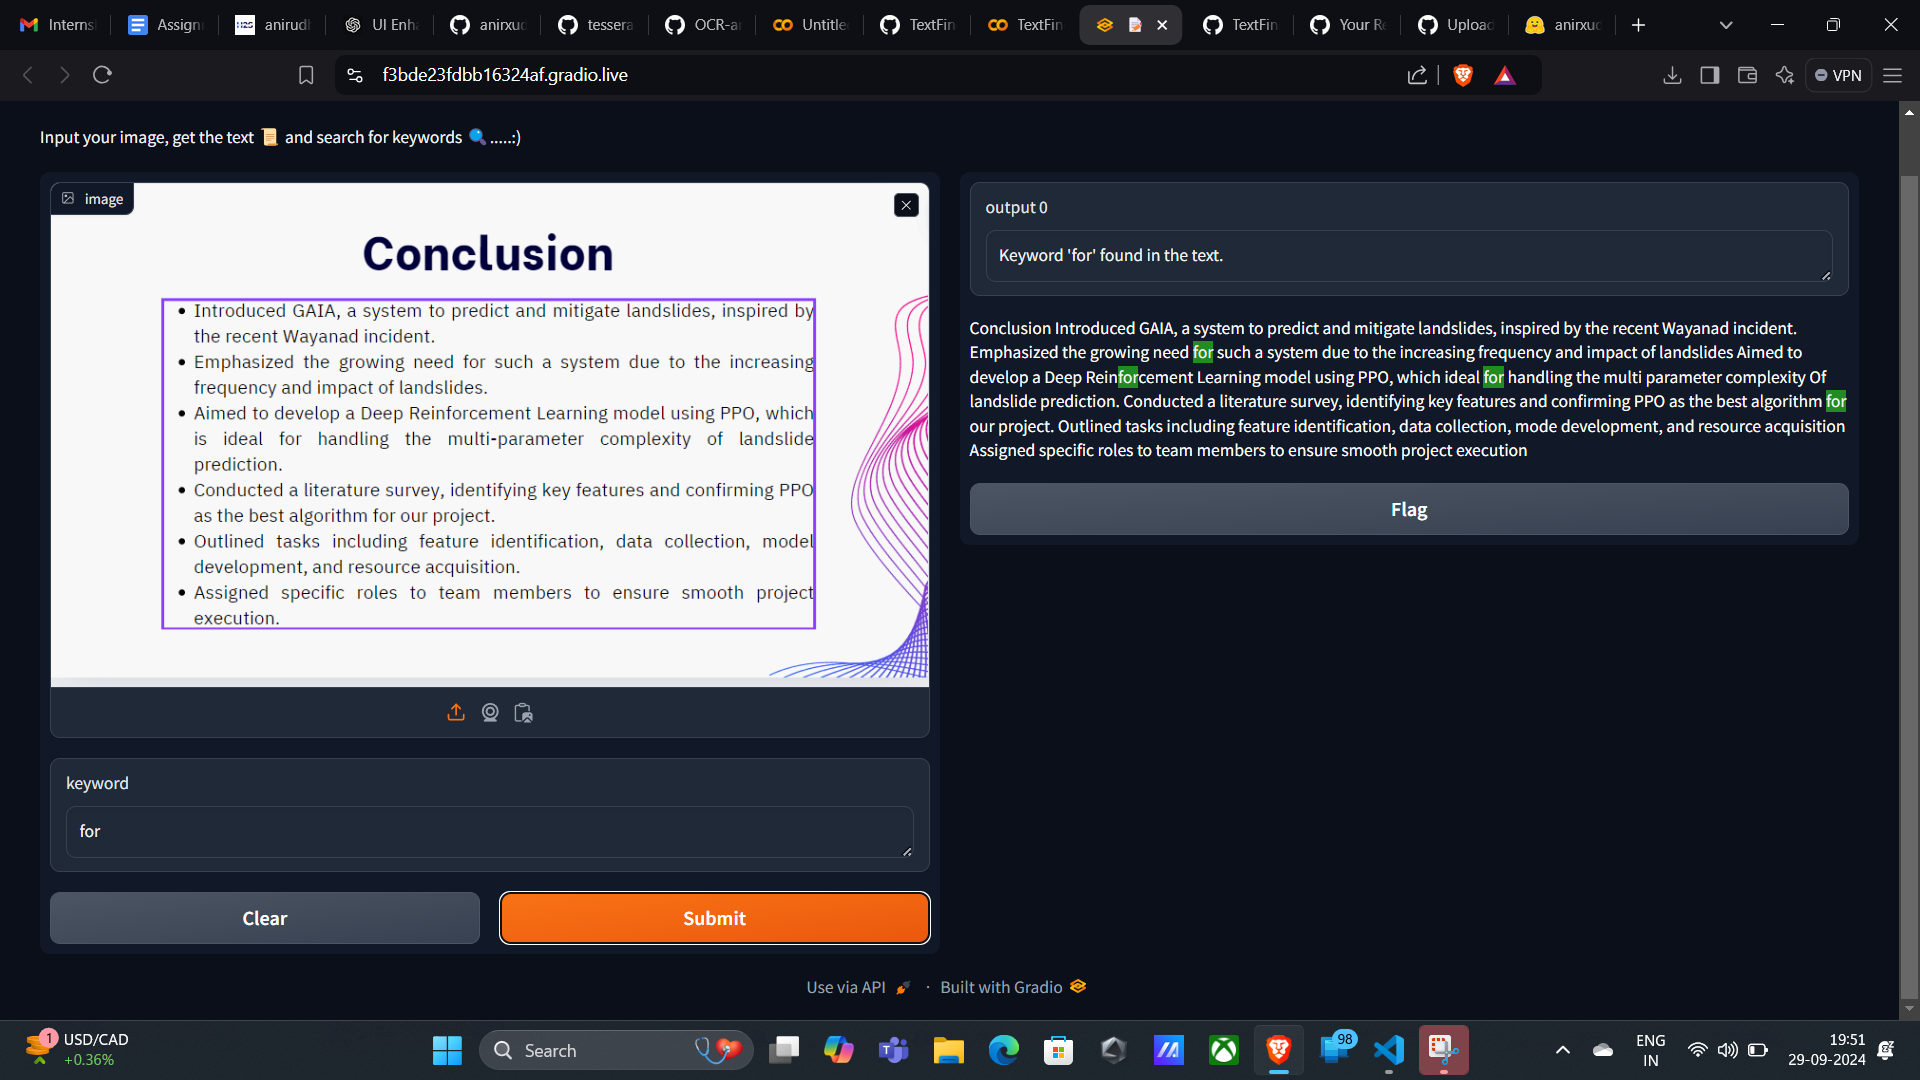 Interns
Assignr
anirudh
UI Enha
anirxuc
tessera
OCR-a
Untitle
TextFin
TextFin
TextFin
Your Re
Upload
anirxuc
f3bde23fdbb16324af.gradio.live
VPN
Input your image, get the text 📜 and search for keywords 🔍.....:)
image
Conclusion
• Introduced GAIA, a system to predict and mitigate landslides, inspired by
the recent Wayanad incident.
• Emphasized the growing need for such a system due to the increasing
frequency and impact of landslides.
• Aimed to develop a Deep Reinforcement Learning model using PPO, which
is ideal for handling the multi-parameter complexity of landslide
prediction.
• Conducted a literature survey, identifying key features and confirming PPO
as the best algorithm for our project.
• Outlined tasks including feature identification, data collection, model
development, and resource acquisition.
• Assigned specific roles to team members to ensure smooth project
execution.
keyword
for
Clear
Submit
output 0
Keyword 'for' found in the text.
Conclusion Introduced GAIA, a system to predict and mitigate landslides, inspired by the recent Wayanad incident.
Emphasized the growing need for such a system due to the increasing frequency and impact of landslides Aimed to
develop a Deep Reinforcement Learning model using PPO, which ideal for handling the multi parameter complexity Of
landslide prediction. Conducted a literature survey, identifying key features and confirming PPO as the best algorithm for
our project. Outlined tasks including feature identification, data collection, mode development, and resource acquisition
Assigned specific roles to team members to ensure smooth project execution
Flag
Use via API 🚀 · Built with Gradio
1
USD/CAD
+0.36%
Search
98
ENG
IN
19:51
29-09-2024